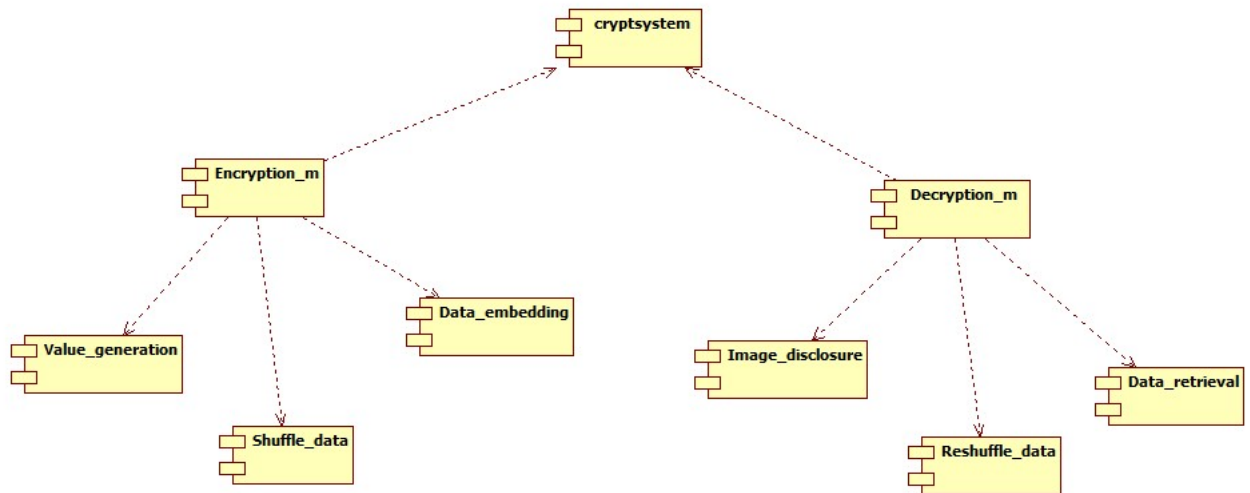 cryptsystem
Encryption_m
Decryption_m
Data_embedding
Value_generation
Image_disclosure
Data_retrieval
Shuffle_data
Reshuffle_data